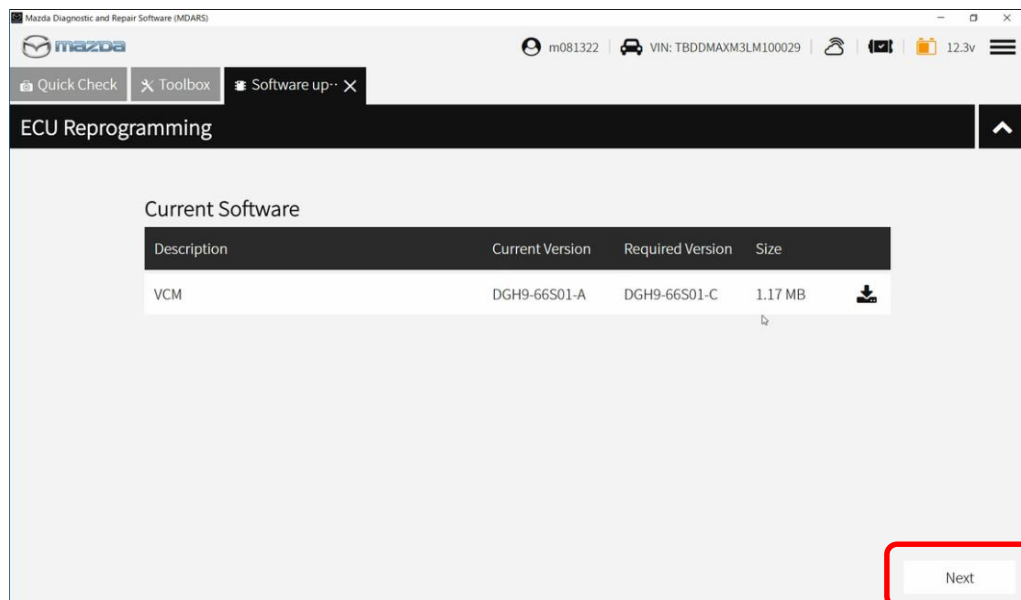 Mazda Diagnostic and Repair Software (MDARS)
mazda
m081322 VIN: TBDDMAXM3LM100029 12.3v
Quick Check Toolbox Software up··
ECU Reprogramming
Current Software
Description Current Version Required Version Size
VCM DGH9-66S01-A DGH9-66S01-C 1.17 MB
Next